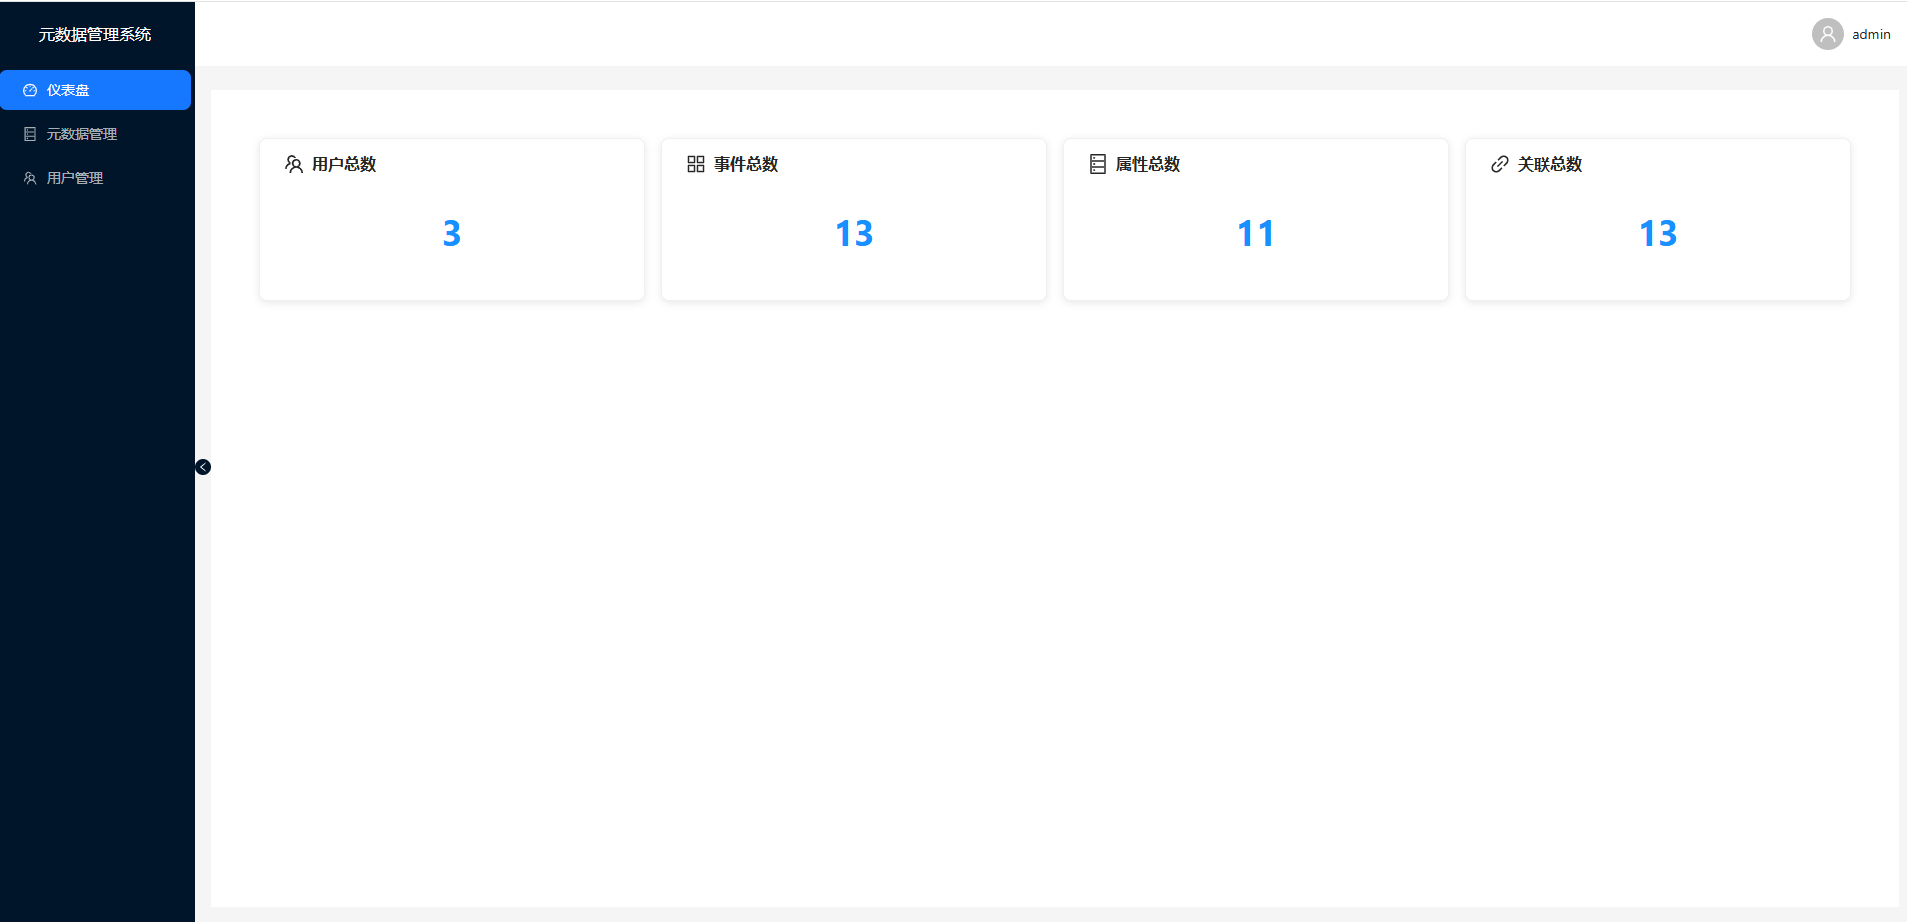 元数据管理系统
admin
仪表盘
元数据管理
用户管理
用户总数
3
事件总数
13
属性总数
11
关联总数
13